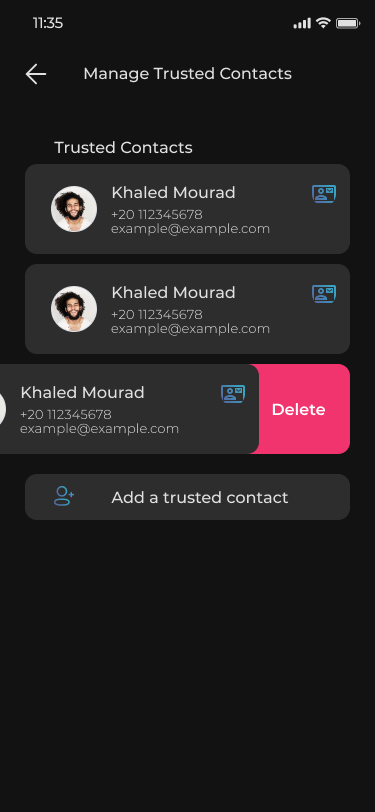 11:35
Manage Trusted Contacts
Trusted Contacts
Khaled Mourad
+20 112345678
example@example.com
Khaled Mourad
+20 112345678
example@example.com
Khaled Mourad
+20 112345678
example@example.com
Delete
Add a trusted contact